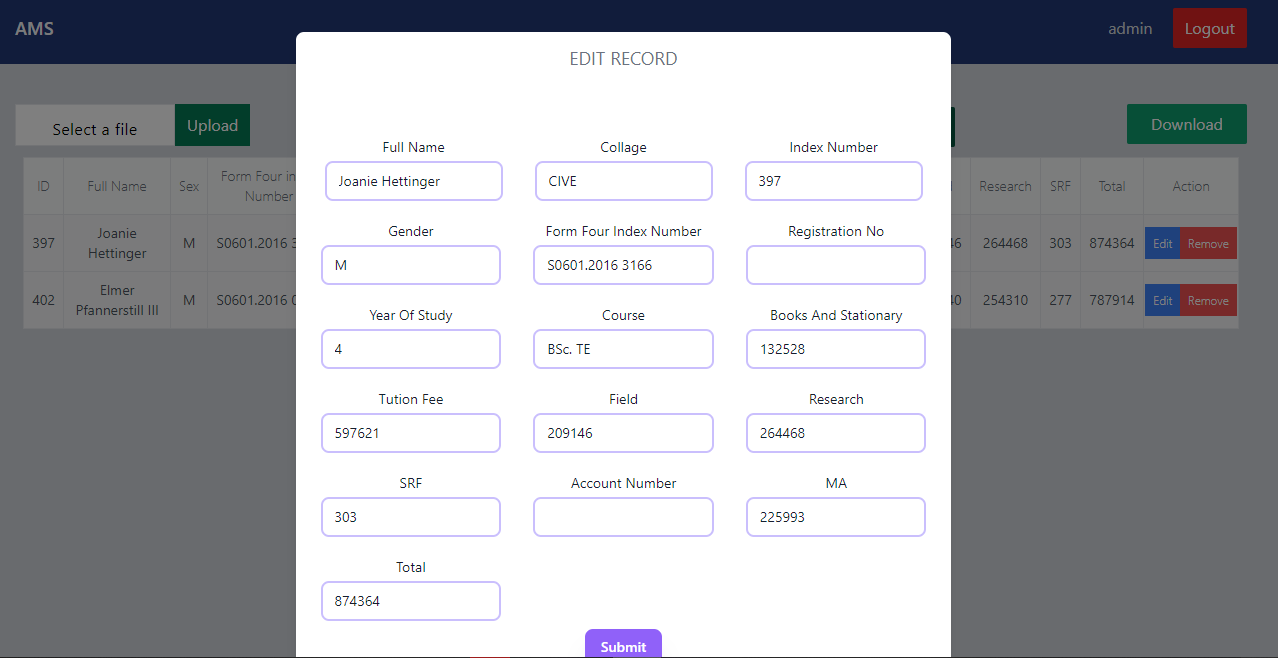 AMS
admin
Logout
EDIT RECORD
Select a file
Upload
Download
Full Name
Collage
Index Number
Joanie Hettinger
CIVE
397
Gender
Form Four Index Number
Registration No
M
S0601.2016 3166
Year Of Study
Course
Books And Stationary
4
BSc. TE
132528
Tution Fee
Field
Research
597621
209146
264468
SRF
Account Number
MA
303
225993
Total
874364
Submit
ID
Full Name
Sex
Form Four in
Number
Research
SRF
Total
Action
397
Joanie
Hettinger
M
S0601.2016 3
46
264468
303
874364
Edit
Remove
402
Elmer
Pfannerstill III
M
S0601.2016 0
40
254310
277
787914
Edit
Remove